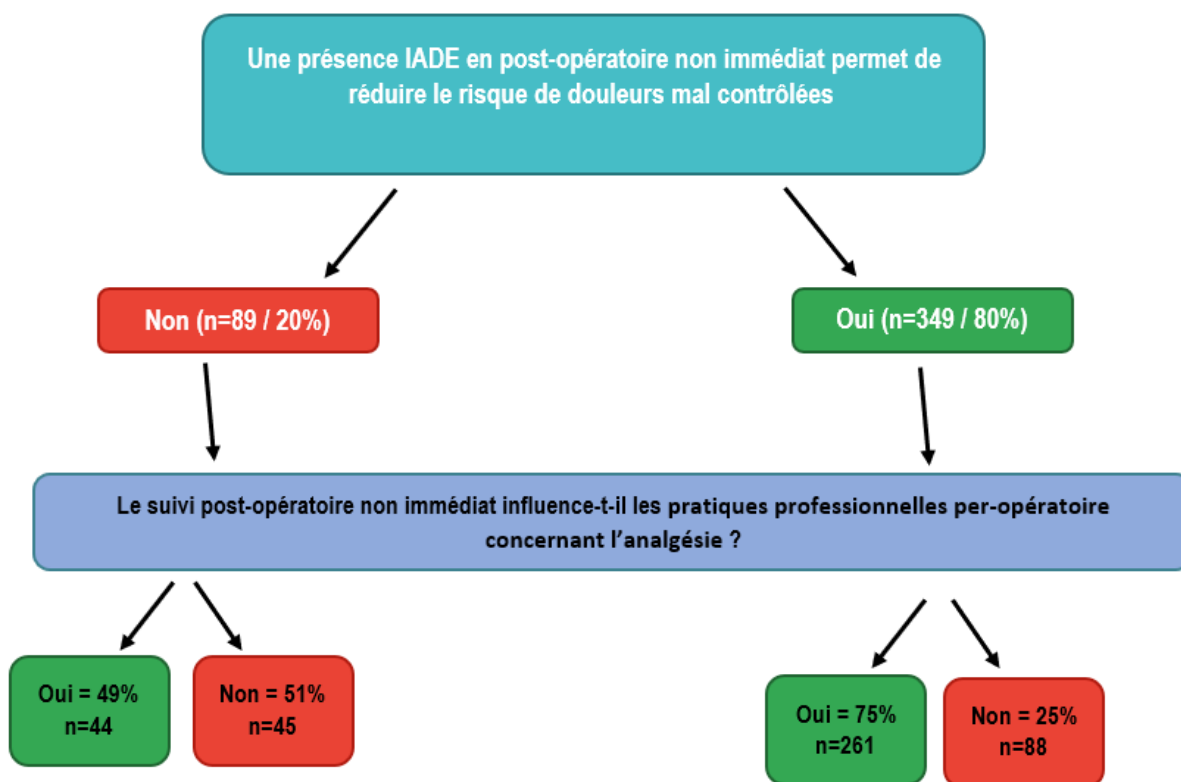 Une présence IADE en post-opératoire non immédiat permet de
réduire le risque de douleurs mal contrôlées
Non (n=89 / 20%)
Oui (n=349 / 80%)
Le suivi post-opératoire non immédiat influence-t-il les pratiques professionnelles per-opératoire
concernant l'analgésie ?
Oui = 49%
n=44
Non = 51%
n=45
Oui = 75%
n=261
Non = 25%
n=88